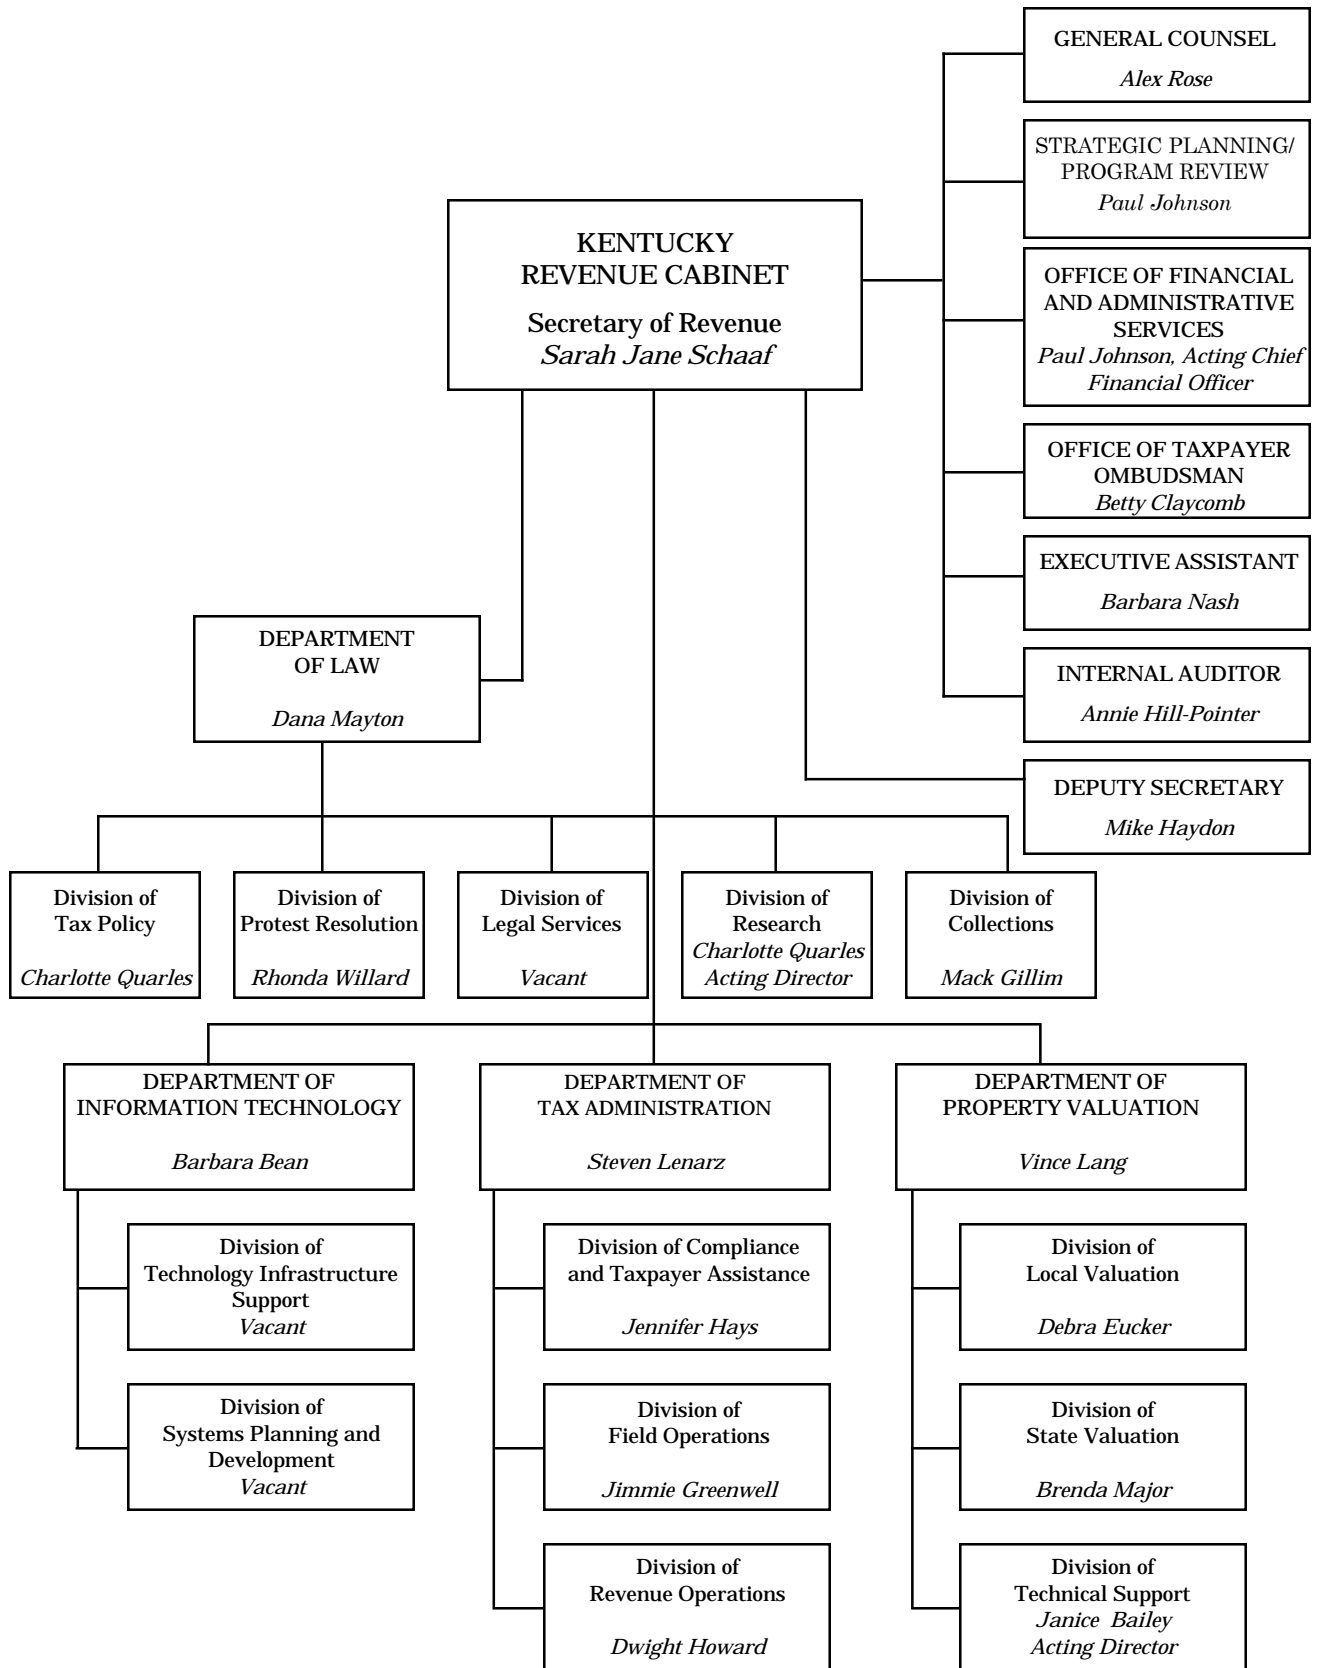 GENERAL COUNSEL
Alex Rose
STRATEGIC PLANNING/
PROGRAM REVIEW
Paul Johnson
KENTUCKY
REVENUE CABINET
Secretary of Revenue
Sarah Jane Schaaf
OFFICE OF FINANCIAL
AND ADMINISTRATIVE
SERVICES
Paul Johnson, Acting Chief
Financial Officer
OFFICE OF TAXPAYER
OMBUDSMAN
Betty Claycomb
EXECUTIVE ASSISTANT
Barbara Nash
DEPARTMENT
OF LAW
Dana Mayton
INTERNAL AUDITOR
Annie Hill-Pointer
DEPUTY SECRETARY
Mike Haydon
Division of
Tax Policy
Charlotte Quarles
Division of
Protest Resolution
Rhonda Willard
Division of
Legal Services
Vacant
Division of
Research
Charlotte Quarles
Acting Director
Division of
Collections
Mack Gillim
DEPARTMENT OF
INFORMATION TECHNOLOGY
Barbara Bean
DEPARTMENT OF
TAX ADMINISTRATION
Steven Lenarz
DEPARTMENT OF
PROPERTY VALUATION
Vince Lang
Division of
Technology Infrastructure
Support
Vacant
Division of Compliance
and Taxpayer Assistance
Jennifer Hays
Division of
Local Valuation
Debra Eucker
Division of
Systems Planning and
Development
Vacant
Division of
Field Operations
Jimmie Greenwell
Division of
State Valuation
Brenda Major
Division of
Revenue Operations
Dwight Howard
Division of
Technical Support
Janice Bailey
Acting Director